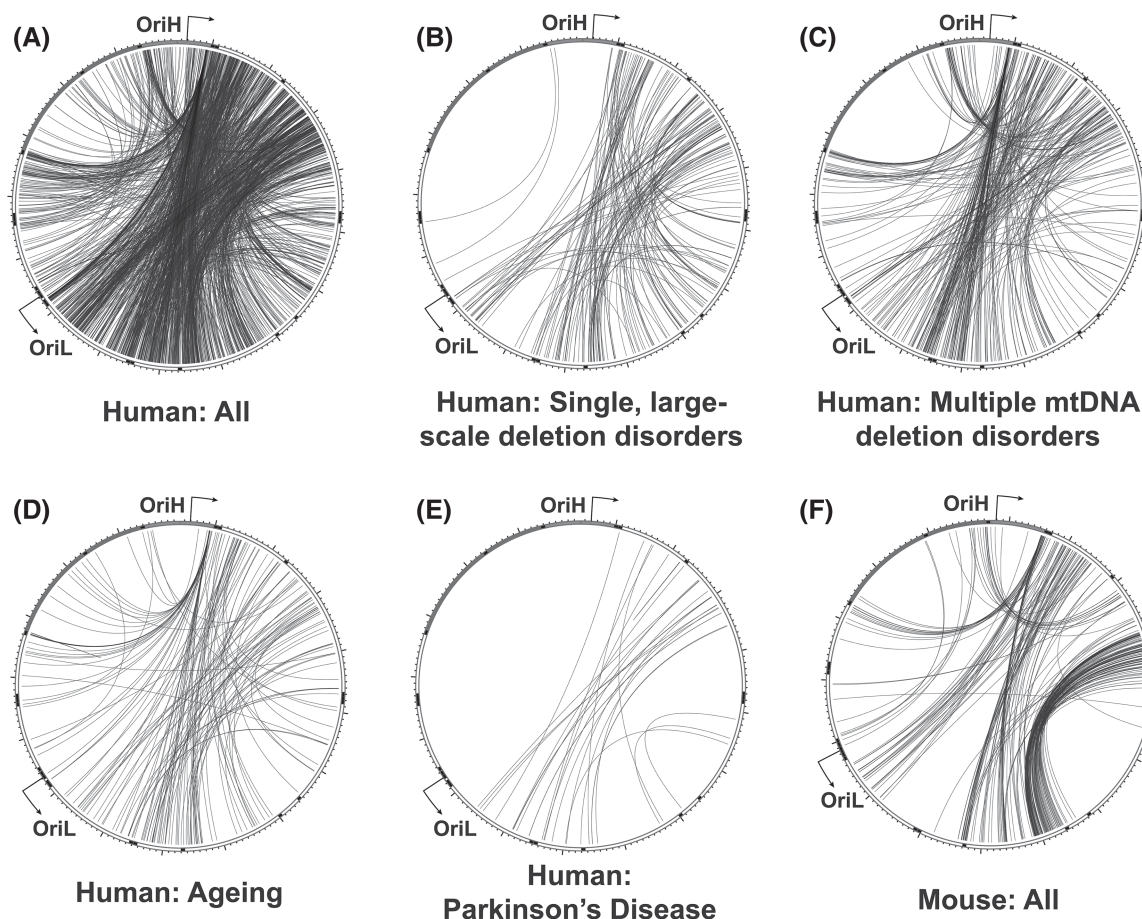 (A)
OriH
OriL
Human: All
(B)
OriH
OriL
Human: Single, large-
scale deletion disorders
(C)
OriH
OriL
Human: Multiple mtDNA
deletion disorders
(D)
OriH
OriL
Human: Ageing
(E)
OriH
OriL
Human:
Parkinson's Disease
(F)
OriH
OriL
Mouse: All